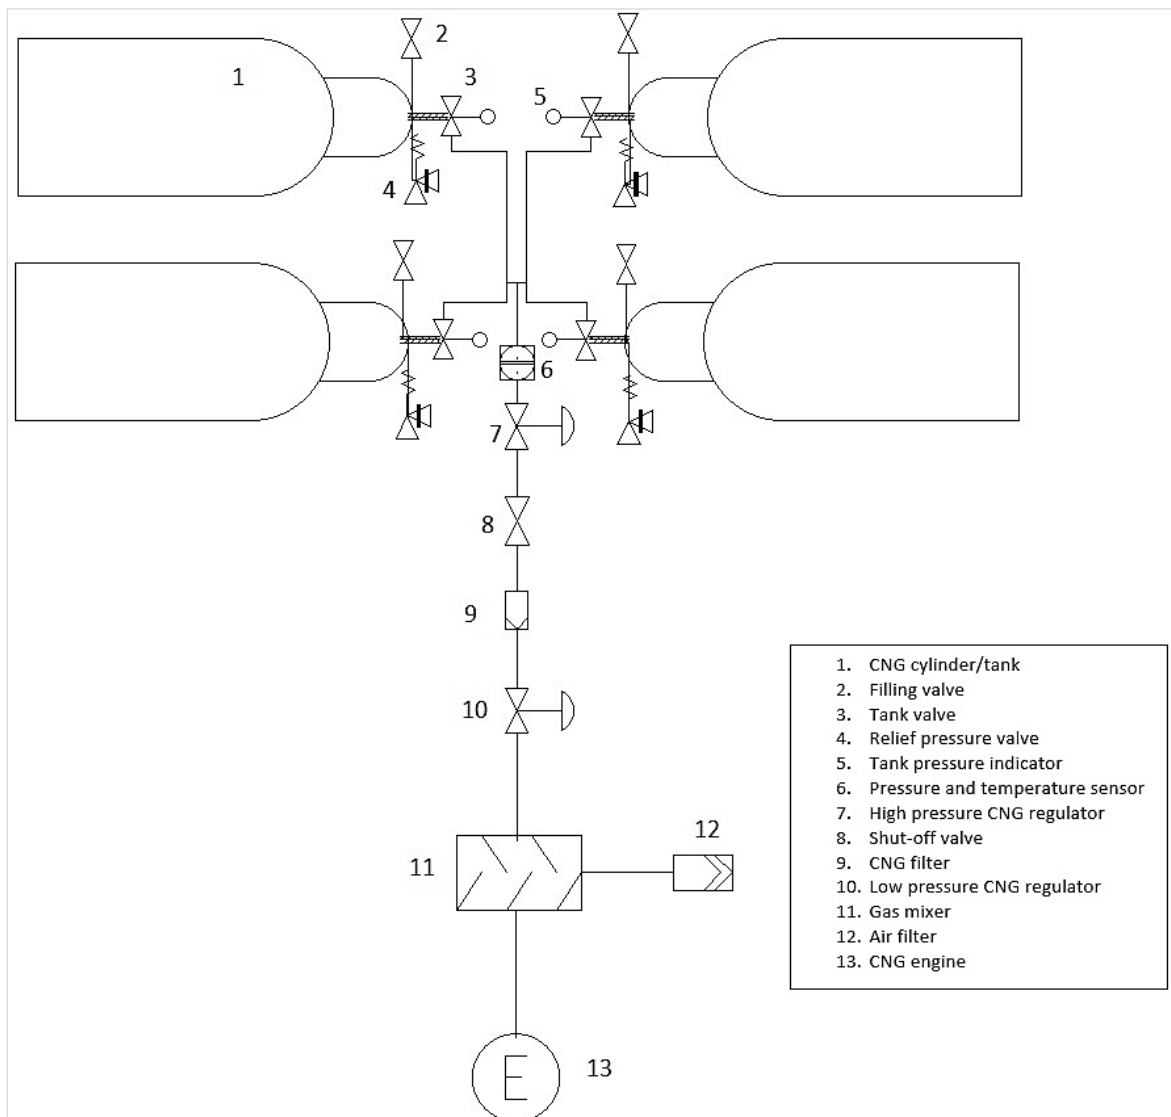 2
1
3
5
4
6
7
8
9
10
12
11
13
E
1. CNG cylinder/tank
2. Filling valve
3. Tank valve
4. Relief pressure valve
5. Tank pressure indicator
6. Pressure and temperature sensor
7. High pressure CNG regulator
8. Shut-off valve
9. CNG filter
10. Low pressure CNG regulator
11. Gas mixer
12. Air filter
13. CNG engine